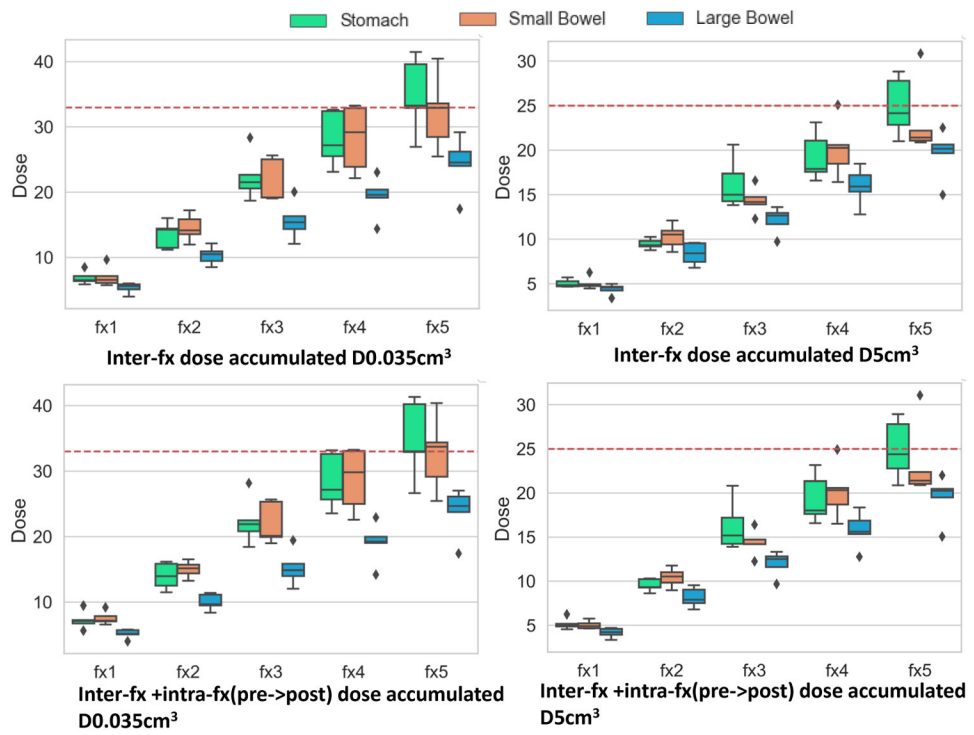 Stomach Small Bowel Large Bowel
40
30
20
10
Dose
fx1 fx2 fx3 fx4 fx5
Inter-fx dose accumulated D0.035cm³
30
25
20
15
10
5
Dose
fx1 fx2 fx3 fx4 fx5
Inter-fx dose accumulated D5cm³
40
30
20
10
Dose
fx1 fx2 fx3 fx4 fx5
Inter-fx +intra-fx(pre->post) dose accumulated
D0.035cm³
30
25
20
15
10
5
Dose
fx1 fx2 fx3 fx4 fx5
Inter-fx +intra-fx(pre->post) dose accumulated
D5cm³